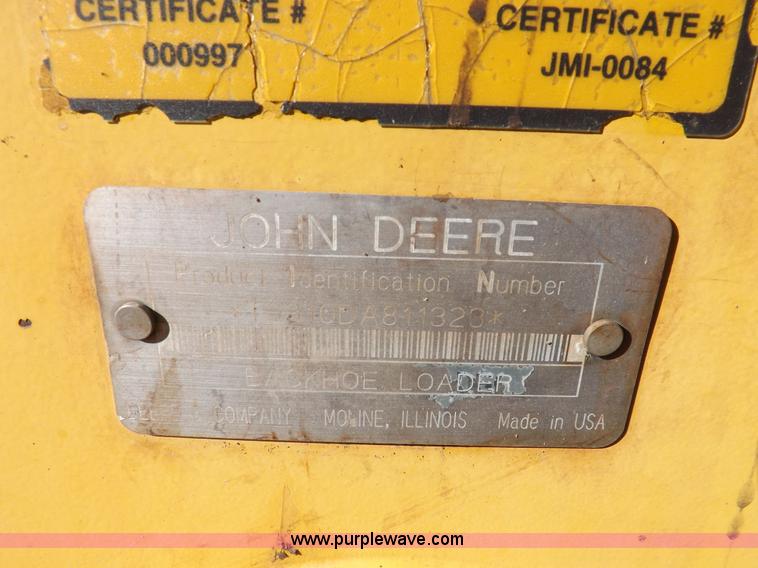 CERTIFICATE #
000997
CERTIFICATE #
JMI-0084
JOHN DEERE
Product Identification Number
0DA811323*
BACKHOE LOADER
COMPANY MOLINE, ILLINOIS Made in USA
www.purplewave.com